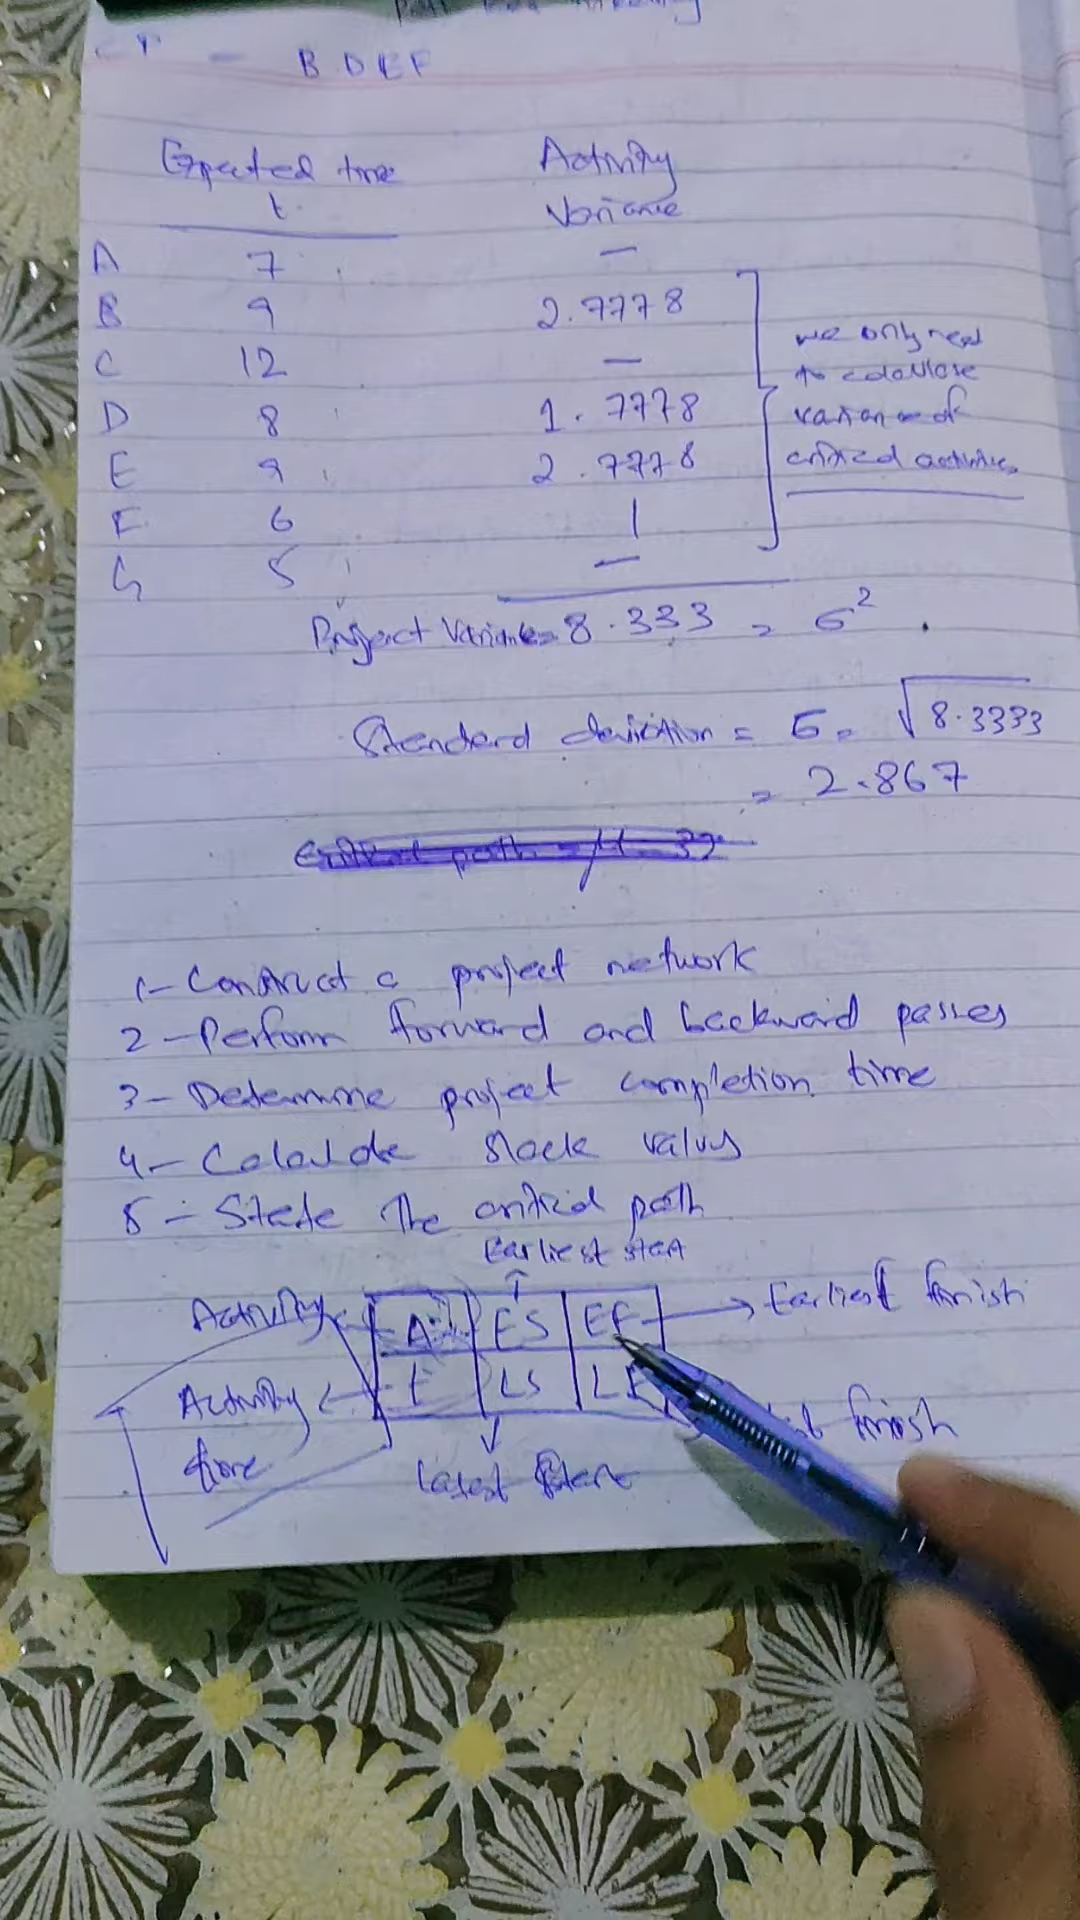 CP - B D E F
Expected time Activity
t Variance
A 7 —
B 9 2.7778
C 12 —
D 8 1.7778
E 9 2.7778
F 6 1
G 5 —
we only need
to calculate
variance of
critical activities
Project Variance = 8.333 = σ²
Standard deviation = σ = √8.3333
= 2.867
Critical path = 32
1- Construct a project network
2- Perform forward and backward passes
3- Determine project completion time
4- Calculate slack values
5- State the critical path
Earliest start
Activity A ES EF Earliest finish
Activity t LS LF finish
time Latest Start